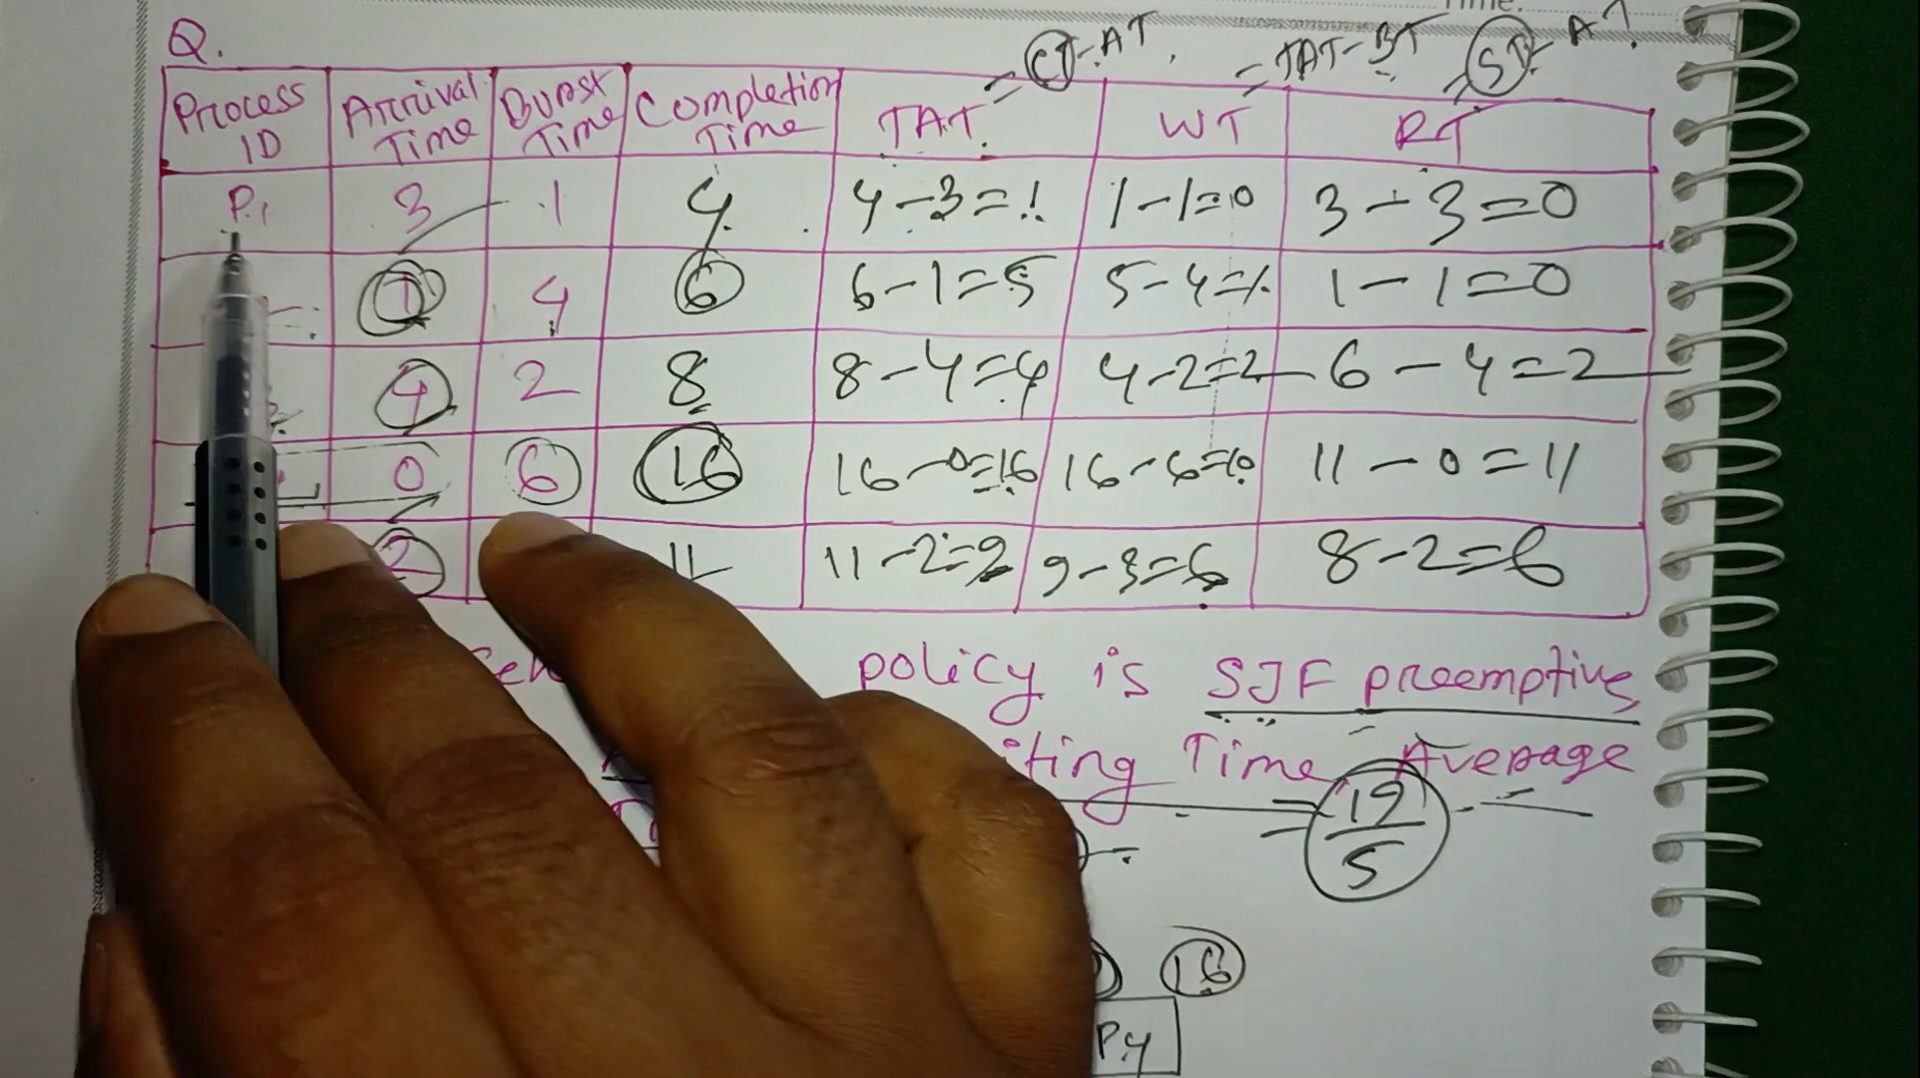 Time.
Q.
= CT - AT
= TAT - BT
= ST - AT
Process ID Arrival Time Burst Time Completion Time TAT WT RT
P1 3 1 4 4-3=1 1-1=0 3-3=0
1 4 6 6-1=5 5-4=1 1-1=0
4 2 8 8-4=4 4-2=2 6-4=2
0 6 16 16-0=16 16-6=10 11-0=11
2 11 11-2=9 9-3=6 8-2=6
policy is SJF preemptive,
Time, Average
= 19/5
16
P4